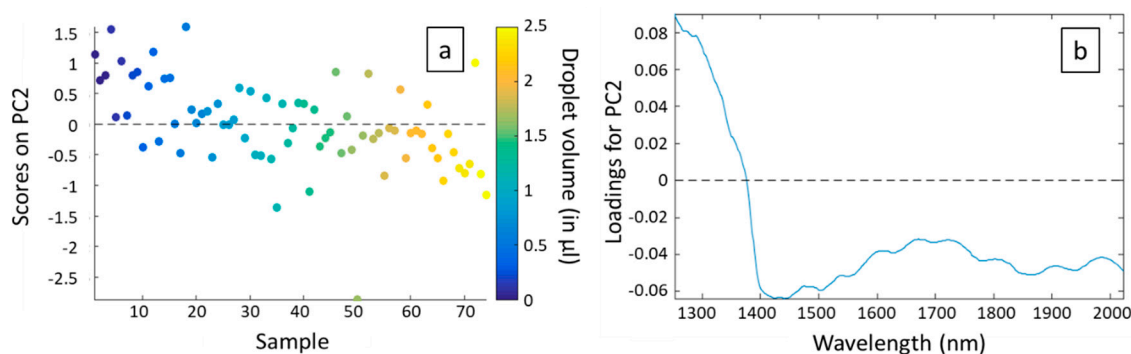 a
Scores on PC2
1.5
1
0.5
0
-0.5
-1
-1.5
-2
-2.5
10 20 30 40 50 60 70
Sample
2.5
2
1.5
1
0.5
0
Droplet volume (in µl)
b
Loadings for PC2
0.08
0.06
0.04
0.02
0
-0.02
-0.04
-0.06
1300 1400 1500 1600 1700 1800 1900 2000
Wavelength (nm)